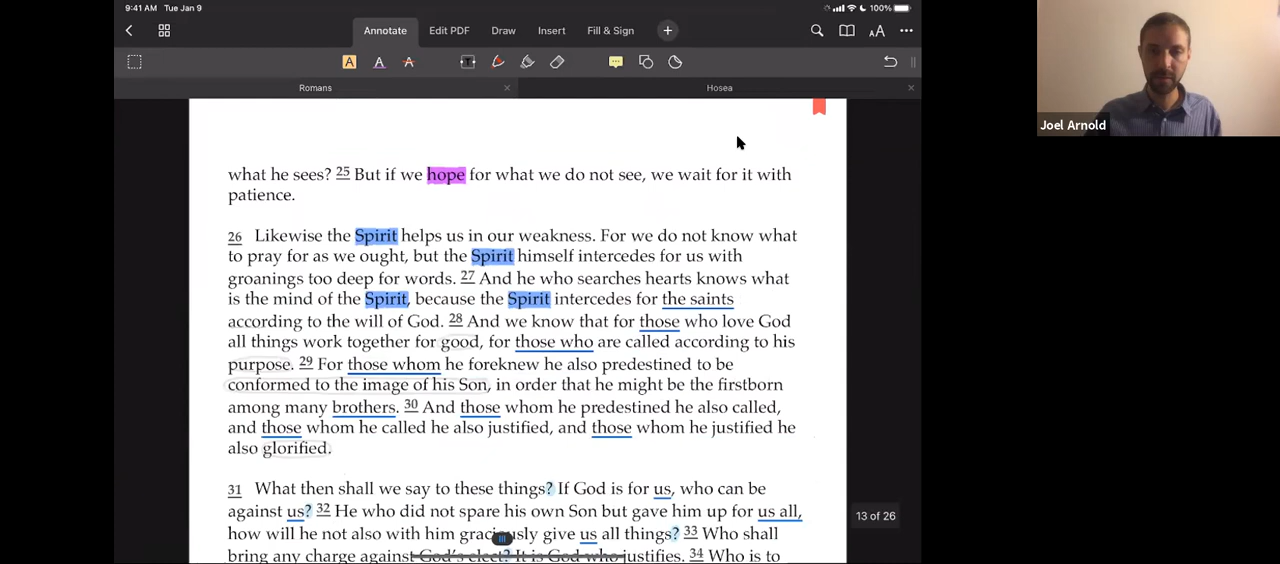 9:41 AM Tue Jan 9
100%
Annotate Edit PDF Draw Insert Fill & Sign
AA
A A A T
Romans Hosea
what he sees? 25 But if we hope for what we do not see, we wait for it with
patience.
26 Likewise the Spirit helps us in our weakness. For we do not know what
to pray for as we ought, but the Spirit himself intercedes for us with
groanings too deep for words. 27 And he who searches hearts knows what
is the mind of the Spirit, because the Spirit intercedes for the saints
according to the will of God. 28 And we know that for those who love God
all things work together for good, for those who are called according to his
purpose. 29 For those whom he foreknew he also predestined to be
conformed to the image of his Son, in order that he might be the firstborn
among many brothers. 30 And those whom he predestined he also called,
and those whom he called he also justified, and those whom he justified he
also glorified.
31 What then shall we say to these things? If God is for us, who can be
against us? 32 He who did not spare his own Son but gave him up for us all,
how will he not also with him graciously give us all things? 33 Who shall
bring any charge against God's elect? It is God who justifies. 34 Who is to
13 of 26
Joel Arnold